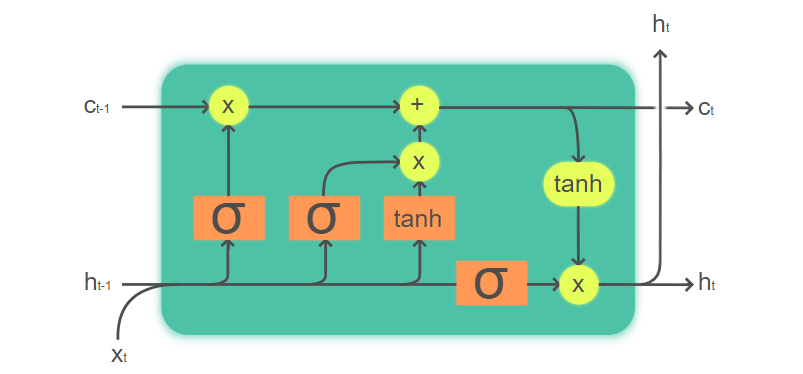 ht
Ct-1 x + Ct
x
tanh
σ σ tanh
ht-1 σ x ht
xt